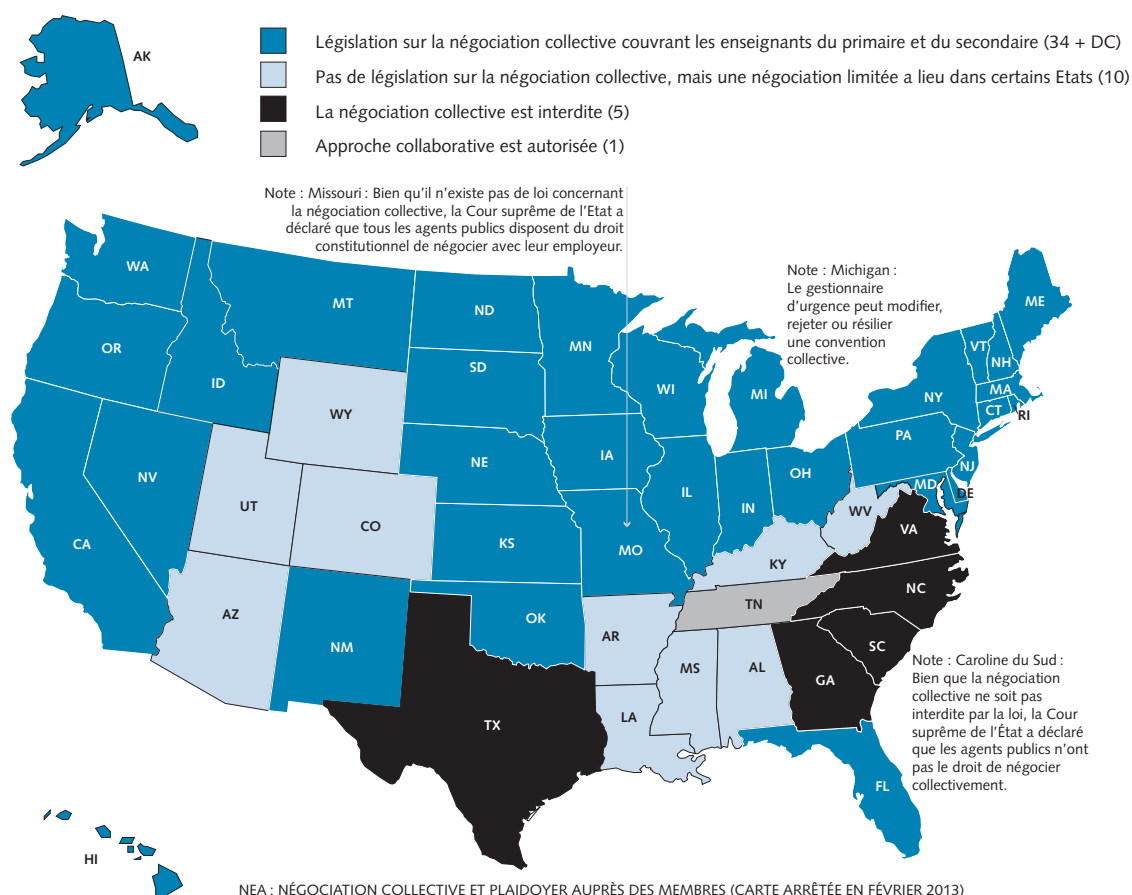 AK
Législation sur la négociation collective couvrant les enseignants du primaire et du secondaire (34 + DC)
Pas de législation sur la négociation collective, mais une négociation limitée a lieu dans certains Etats (10)
La négociation collective est interdite (5)
Approche collaborative est autorisée (1)
Note : Missouri : Bien qu'il n'existe pas de loi concernant
la négociation collective, la Cour suprême de l'Etat a
déclaré que tous les agents publics disposent du droit
constitutionnel de négocier avec leur employeur.
Note : Michigan :
Le gestionnaire
d'urgence peut modifier,
rejeter ou résilier
une convention
collective.
WA
MT
ND
MN
ME
OR
ID
SD
WI
MI
VT
NH
NY
MA
CT
RI
WY
NV
NE
IA
PA
NJ
OH
MD
DE
UT
CO
IL
IN
WV
VA
CA
KS
MO
KY
NC
AZ
NM
OK
AR
TN
SC
MS
AL
GA
TX
LA
FL
Note : Caroline du Sud :
Bien que la négociation
collective ne soit pas
interdite par la loi, la Cour
suprême de l'État a déclaré
que les agents publics n'ont
pas le droit de négocier
collectivement.
HI
NEA : NÉGOCIATION COLLECTIVE ET PLAIDOYER AUPRÈS DES MEMBRES (CARTE ARRÊTÉE EN FÉVRIER 2013)